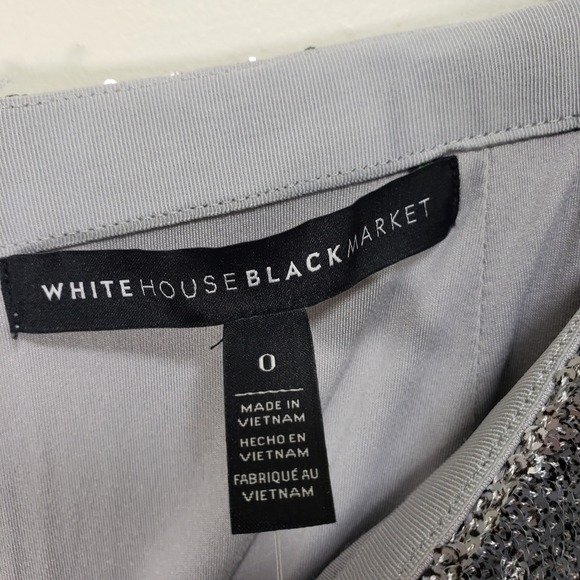 WHITEHOUSEBLACKMARKET
0
MADE IN
VIETNAM
HECHO EN
VIETNAM
FABRIQUÉ AU
VIETNAM